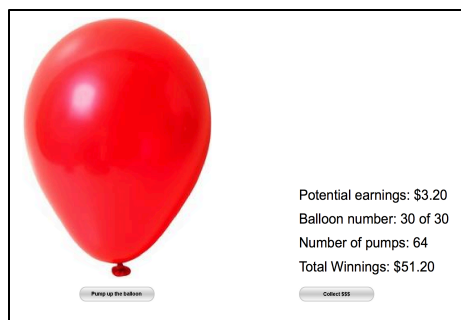 Potential earnings: $3.20
Balloon number: 30 of 30
Number of pumps: 64
Total Winnings: $51.20
Pump up the balloon
Collect $$$